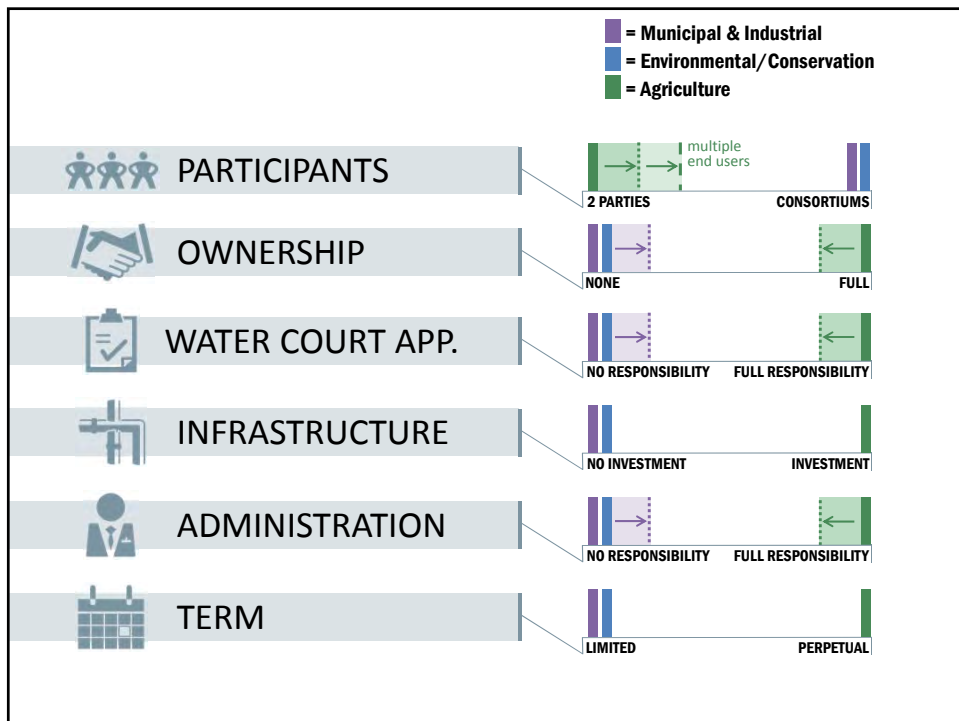 = Municipal & Industrial
= Environmental/Conservation
= Agriculture
PARTICIPANTS
multiple
end users
2 PARTIES CONSORTIUMS
OWNERSHIP
NONE FULL
WATER COURT APP.
NO RESPONSIBILITY FULL RESPONSIBILITY
INFRASTRUCTURE
NO INVESTMENT INVESTMENT
ADMINISTRATION
NO RESPONSIBILITY FULL RESPONSIBILITY
TERM
LIMITED PERPETUAL